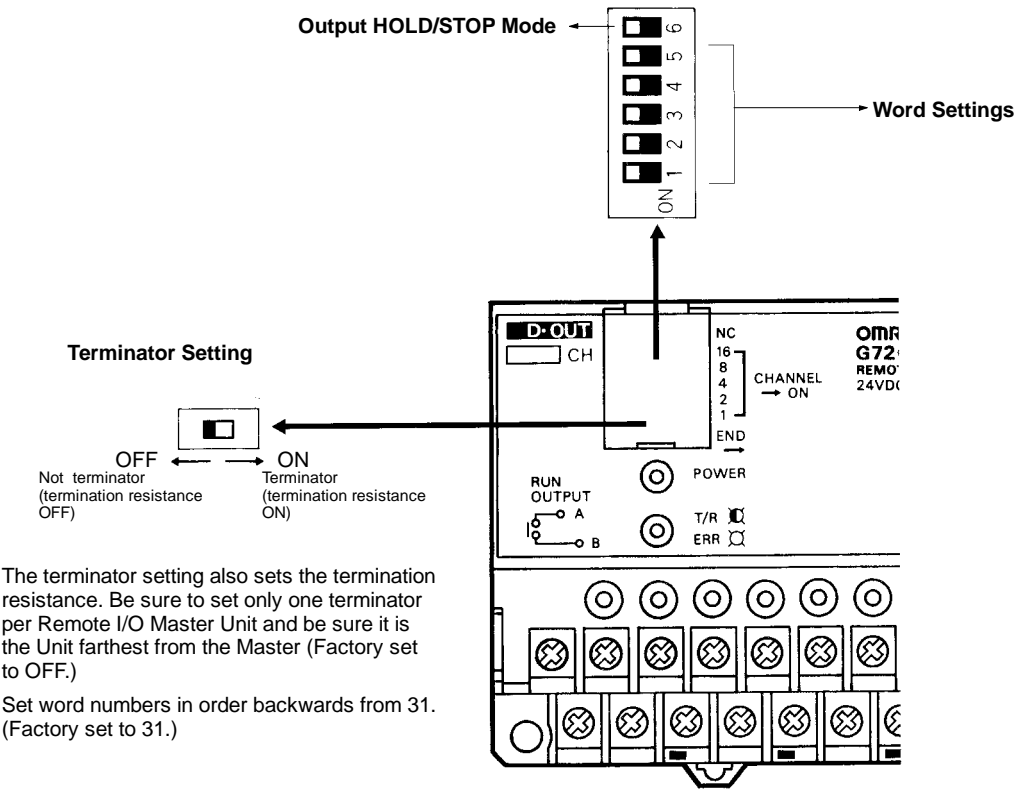 Output HOLD/STOP Mode
6
5
4
3
2
1
ON
Word Settings
Terminator Setting
OFF
ON
Not terminator
(termination resistance
OFF)
Terminator
(termination resistance
ON)
D·OUT
CH
NC
16
8
4
2
1
CHANNEL
→ ON
END
OMR
G72
REMO
24VD
POWER
RUN
OUTPUT
A
B
T/R
ERR
The terminator setting also sets the termination
resistance. Be sure to set only one terminator
per Remote I/O Master Unit and be sure it is
the Unit farthest from the Master (Factory set
to OFF.)
Set word numbers in order backwards from 31.
(Factory set to 31.)